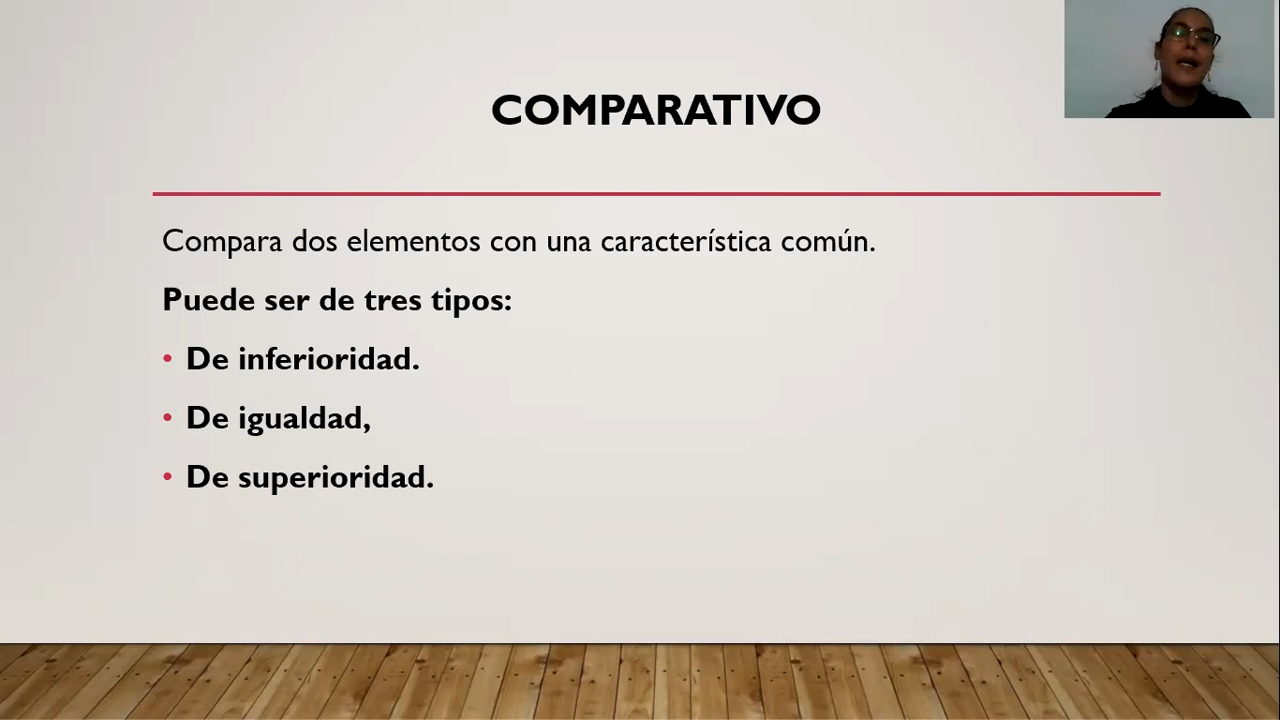 COMPARATIVO
Compara dos elementos con una característica común.
Puede ser de tres tipos:
• De inferioridad.
• De igualdad,
• De superioridad.